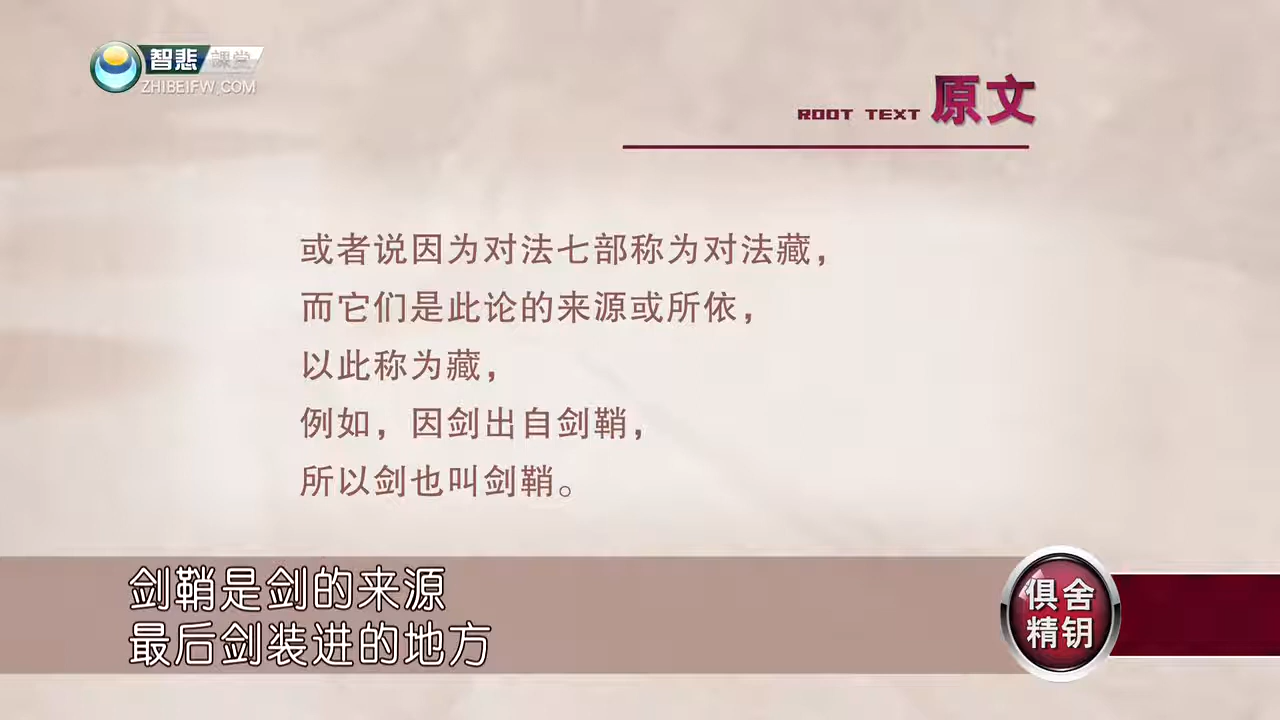 智悲課堂
ZHIBEIFW.COM
ROOT TEXT 原文
或者说因为对法七部称为对法藏，
而它们是此论的来源或所依，
以此称为藏，
例如，因剑出自剑鞘，
所以剑也叫剑鞘。
剑鞘是剑的来源
最后剑装进的地方
俱舍
精钥